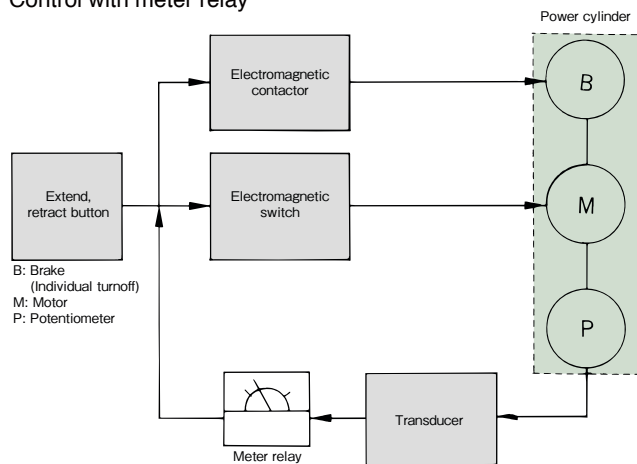 Control with meter relay
Power cylinder
Electromagnetic
contactor
B
Extend,
retract button
Electromagnetic
switch
M
B: Brake
(Individual turnoff)
M: Motor
P: Potentiometer
P
Transducer
Meter relay